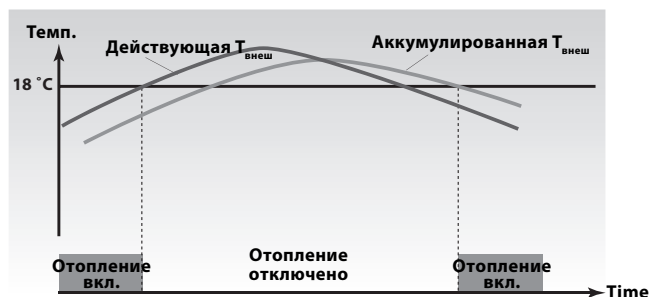 Темп.
Действующая Tвнеш
Аккумулированная Tвнеш
18 ˚C
Отопление
вкл.
Отопление
отключено
Отопление
вкл.
Time